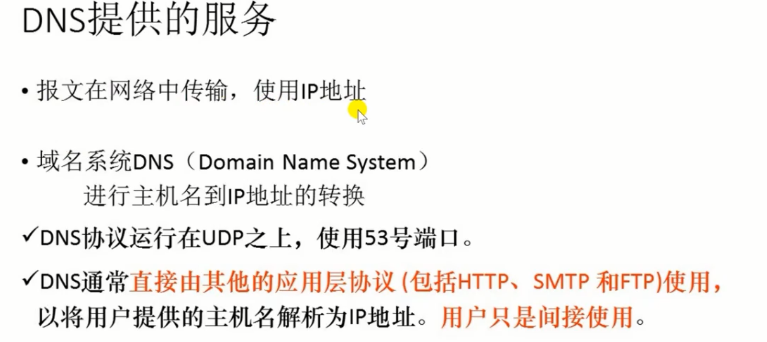 DNS提供的服务
• 报文在网络中传输，使用IP地址
• 域名系统DNS（Domain Name System）
进行主机名到IP地址的转换
✓DNS协议运行在UDP之上，使用53号端口。
✓DNS通常直接由其他的应用层协议 (包括HTTP、SMTP 和FTP)使用，
以将用户提供的主机名解析为IP地址。用户只是间接使用。